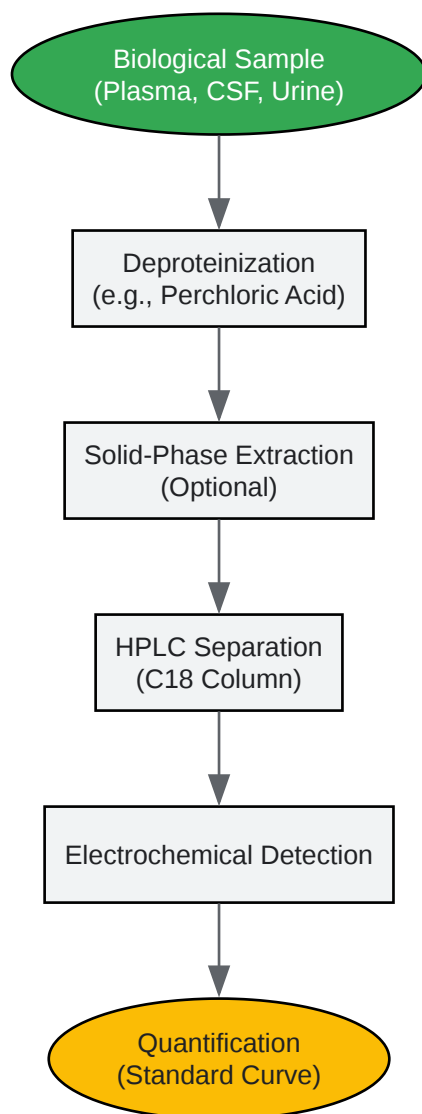 Biological Sample
(Plasma, CSF, Urine)
Deproteinization
(e.g., Perchloric Acid)
Solid-Phase Extraction
(Optional)
HPLC Separation
(C18 Column)
Electrochemical Detection
Quantification
(Standard Curve)